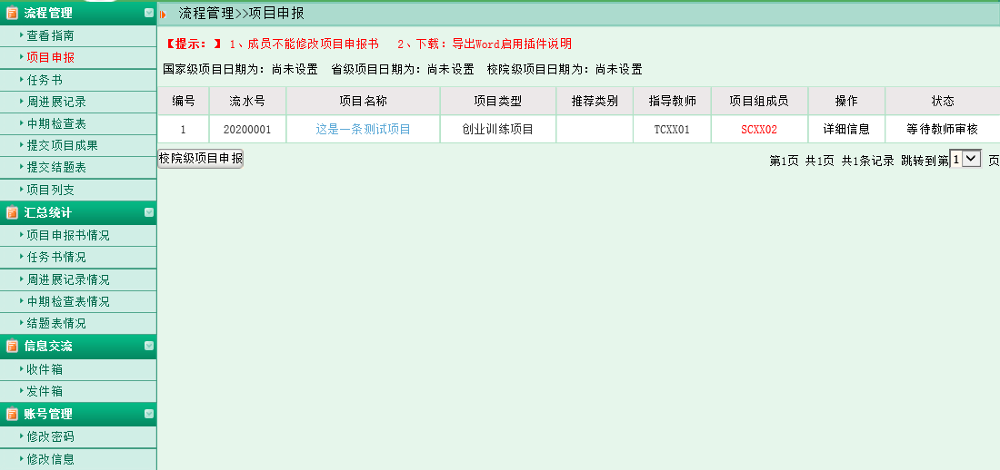 流程管理
查看指南
项目申报
任务书
周进展记录
中期检查表
提交项目成果
提交结题表
项目列支
汇总统计
项目申报书情况
任务书情况
周进展记录情况
中期检查表情况
结题表情况
信息交流
收件箱
发件箱
账号管理
修改密码
修改信息
流程管理>>项目申报
【提示：】1、成员不能修改项目申报书 2、下载：导出Word启用插件说明
国家级项目日期为：尚未设置 省级项目日期为：尚未设置 校院级项目日期为：尚未设置
编号 流水号 项目名称 项目类型 推荐类别 指导教师 项目组成员 操作 状态
1 20200001 这是一条测试项目 创业训练项目 TCXX01 SCXX02 详细信息 等待教师审核
校院级项目申报 第1页 共1页 共1条记录 跳转到第1页